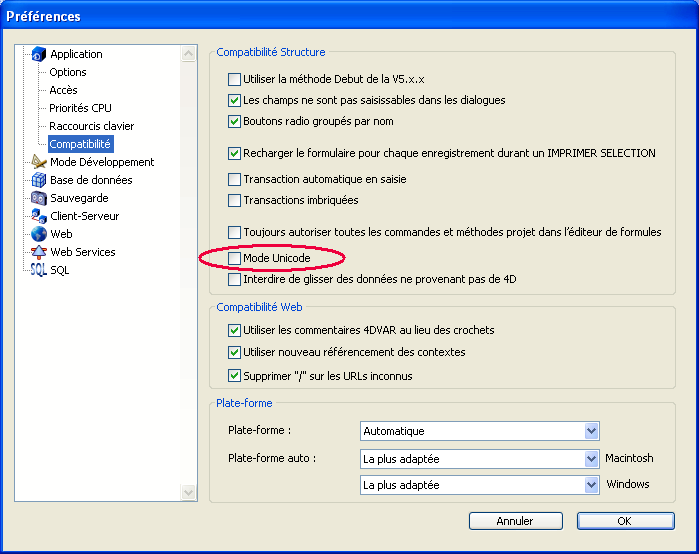 Préférences
Application
Options
Accès
Priorités CPU
Raccourcis clavier
Compatibilité
Mode Développement
Base de données
Sauvegarde
Client-Serveur
Web
Web Services
SQL SQL
Compatibilité Structure
Utiliser la méthode Debut de la V5.x.x
Les champs ne sont pas saisissables dans les dialogues
Boutons radio groupés par nom
Recharger le formulaire pour chaque enregistrement durant un IMPRIMER SELECTION
Transaction automatique en saisie
Transactions imbriquées
Toujours autoriser toutes les commandes et méthodes projet dans l'éditeur de formules
Mode Unicode
Interdire de glisser des données ne provenant pas de 4D
Compatibilité Web
Utiliser les commentaires 4DVAR au lieu des crochets
Utiliser nouveau référencement des contextes
Supprimer "/" sur les URLs inconnus
Plate-forme
Plate-forme : Automatique
Plate-forme auto : La plus adaptée Macintosh
La plus adaptée Windows
Annuler OK